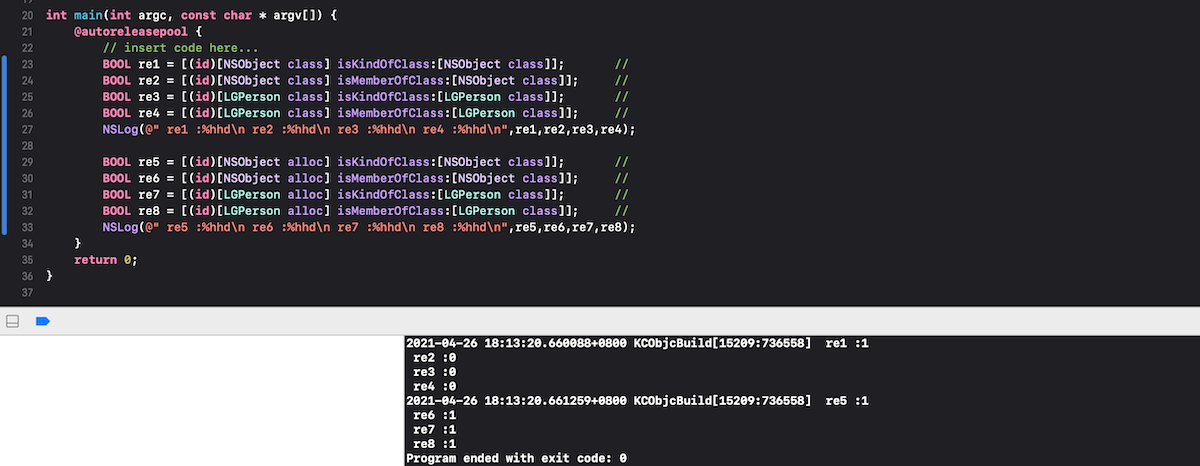 19
20 int main(int argc, const char * argv[]) {
21     @autoreleasepool {
22         // insert code here...
23         BOOL re1 = [(id)[NSObject class] isKindOfClass:[NSObject class]];       //
24         BOOL re2 = [(id)[NSObject class] isMemberOfClass:[NSObject class]];     //
25         BOOL re3 = [(id)[LGPerson class] isKindOfClass:[LGPerson class]];       //
26         BOOL re4 = [(id)[LGPerson class] isMemberOfClass:[LGPerson class]];     //
27         NSLog(@" re1 :%hhd\n re2 :%hhd\n re3 :%hhd\n re4 :%hhd\n",re1,re2,re3,re4);
28
29         BOOL re5 = [(id)[NSObject alloc] isKindOfClass:[NSObject class]];       //
30         BOOL re6 = [(id)[NSObject alloc] isMemberOfClass:[NSObject class]];     //
31         BOOL re7 = [(id)[LGPerson alloc] isKindOfClass:[LGPerson class]];       //
32         BOOL re8 = [(id)[LGPerson alloc] isMemberOfClass:[LGPerson class]];     //
33         NSLog(@" re5 :%hhd\n re6 :%hhd\n re7 :%hhd\n re8 :%hhd\n",re5,re6,re7,re8);
34     }
35     return 0;
36 }
37
2021-04-26 18:13:20.660088+0800 KCObjcBuild[15209:736558]  re1 :1
 re2 :0
 re3 :0
 re4 :0
2021-04-26 18:13:20.661259+0800 KCObjcBuild[15209:736558]  re5 :1
 re6 :1
 re7 :1
 re8 :1
Program ended with exit code: 0